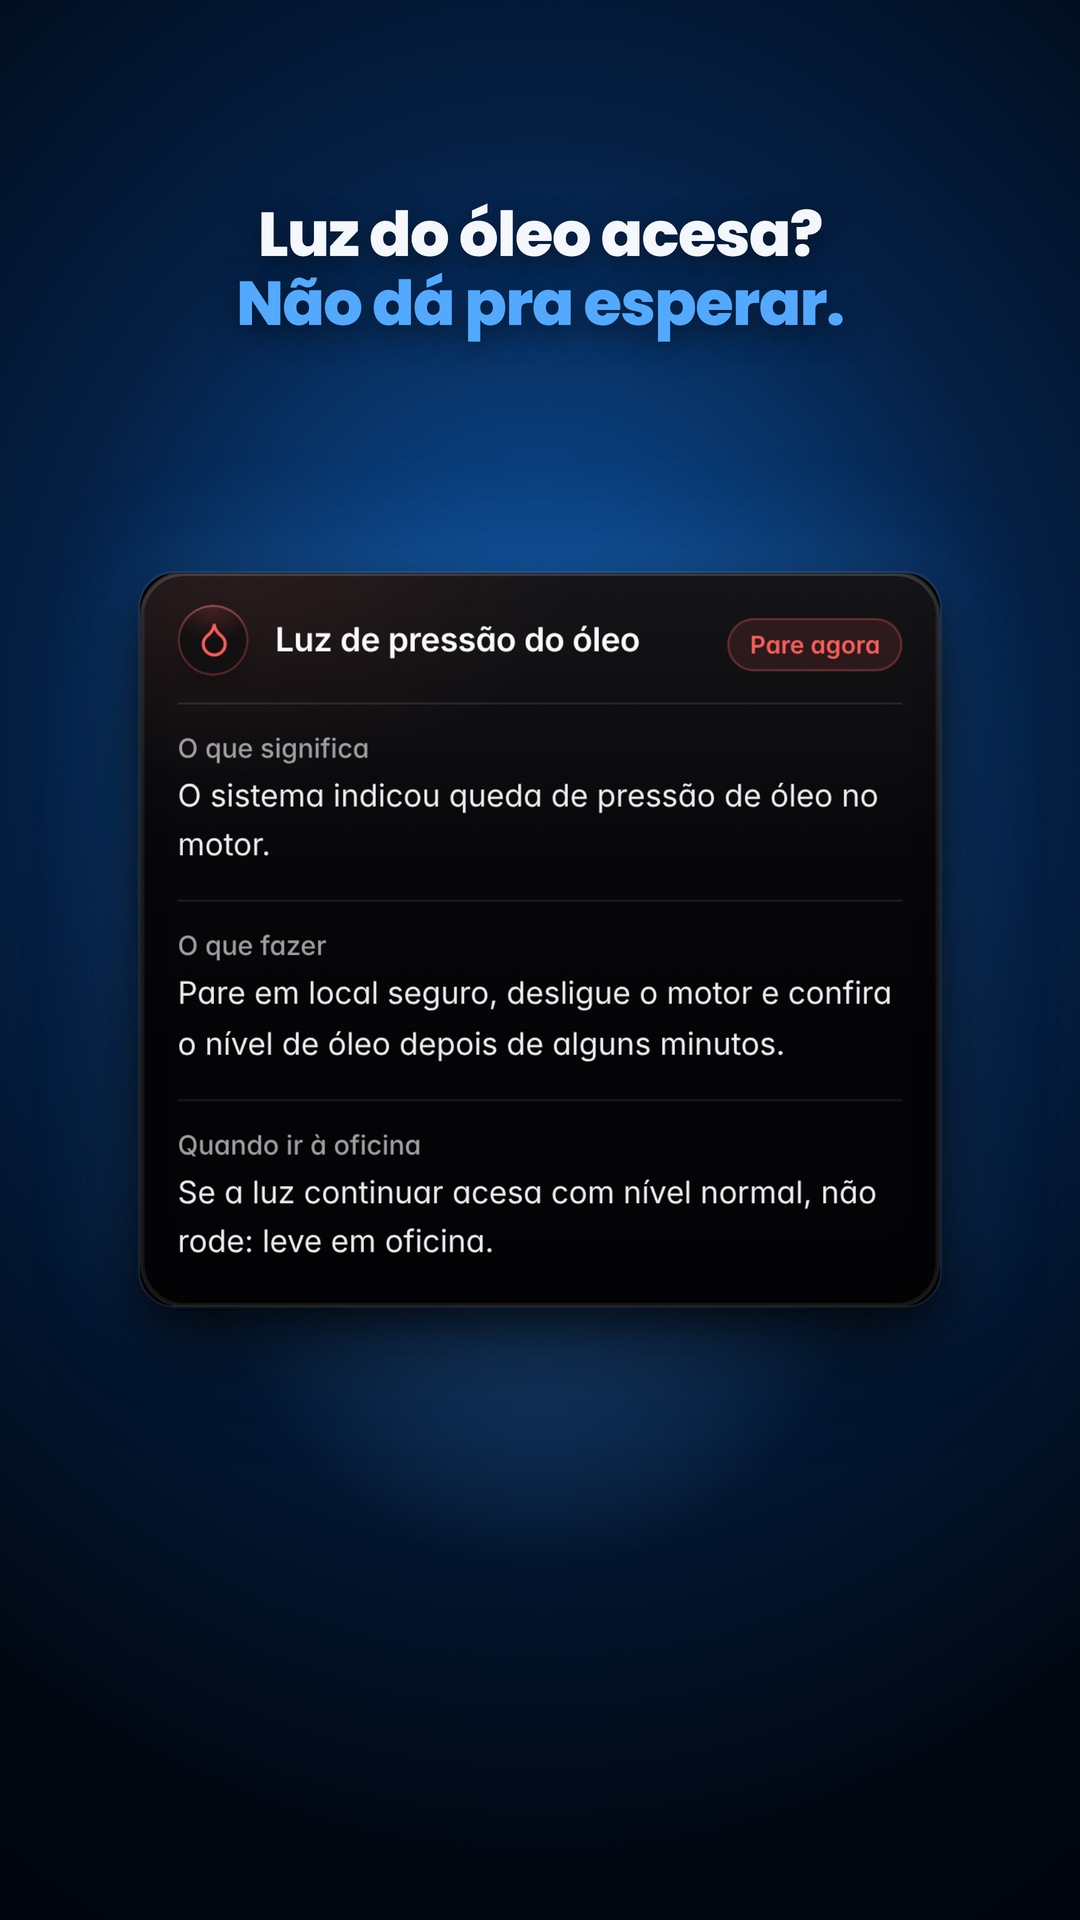 Luz do óleo acesa?
Não dá pra esperar.
Luz de pressão do óleo
Pare agora
O que significa
O sistema indicou queda de pressão de óleo no
motor.
O que fazer
Pare em local seguro, desligue o motor e confira
o nível de óleo depois de alguns minutos.
Quando ir à oficina
Se a luz continuar acesa com nível normal, não
rode: leve em oficina.